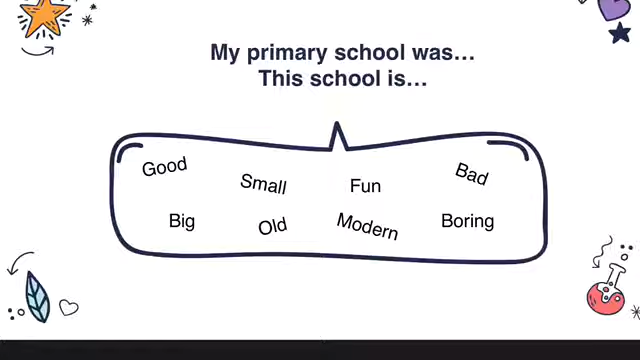 My primary school was...
This school is...
Good Small Fun Bad
Big Old Modern Boring